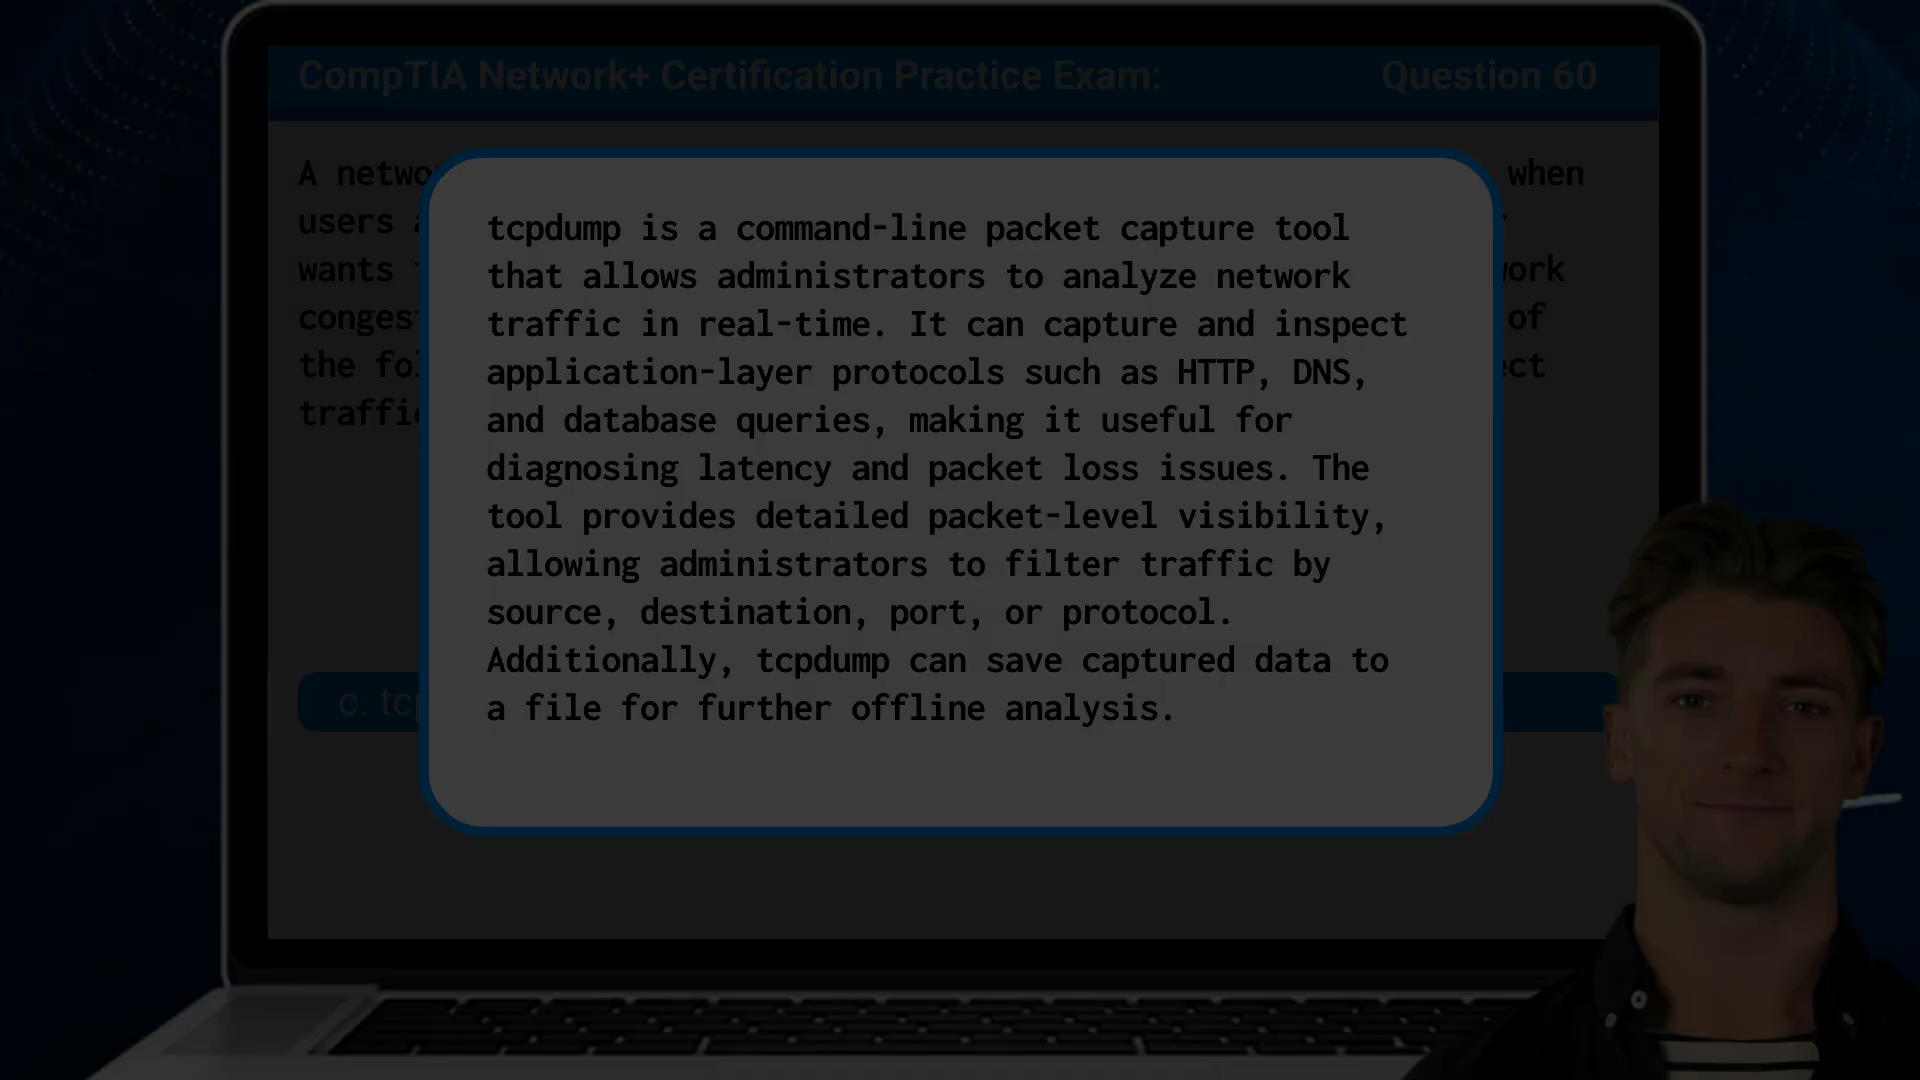 CompTIA Network+ Certification Practice Exam:
Question 60
A netwo
when
users
wants
work
conges
of
the fol
ect
traffic
tcpdump is a command-line packet capture tool
that allows administrators to analyze network
traffic in real-time. It can capture and inspect
application-layer protocols such as HTTP, DNS,
and database queries, making it useful for
diagnosing latency and packet loss issues. The
tool provides detailed packet-level visibility,
allowing administrators to filter traffic by
source, destination, port, or protocol.
Additionally, tcpdump can save captured data to
a file for further offline analysis.
c. tcp